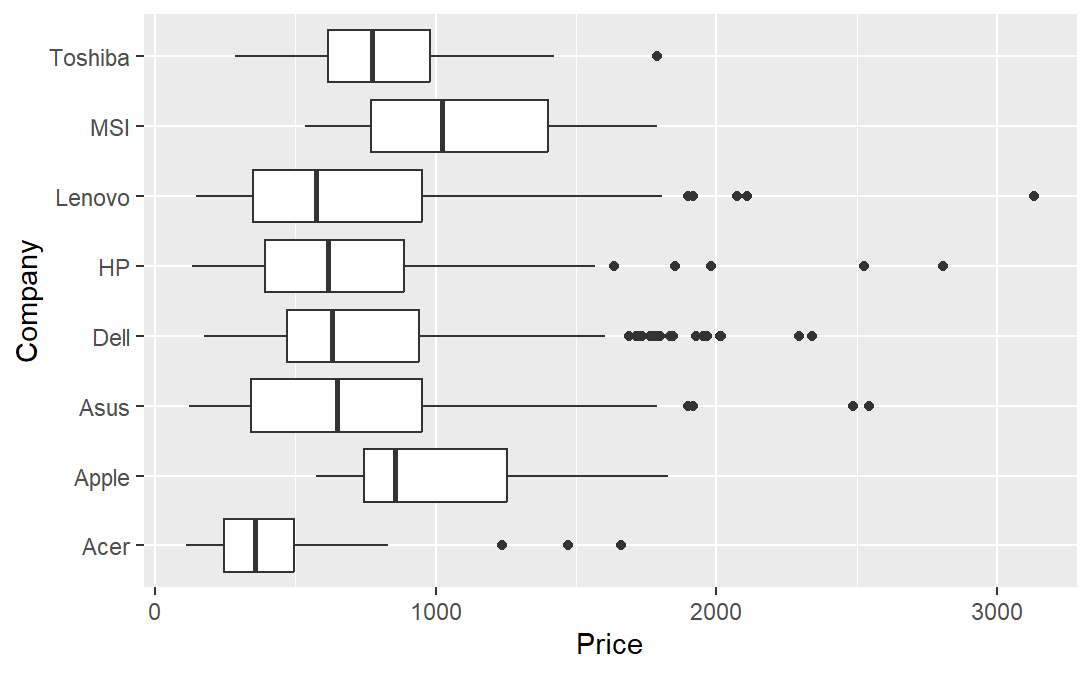 Toshiba
MSI
Lenovo
HP
Dell
Asus
Apple
Acer
Company
0 1000 2000 3000
Price